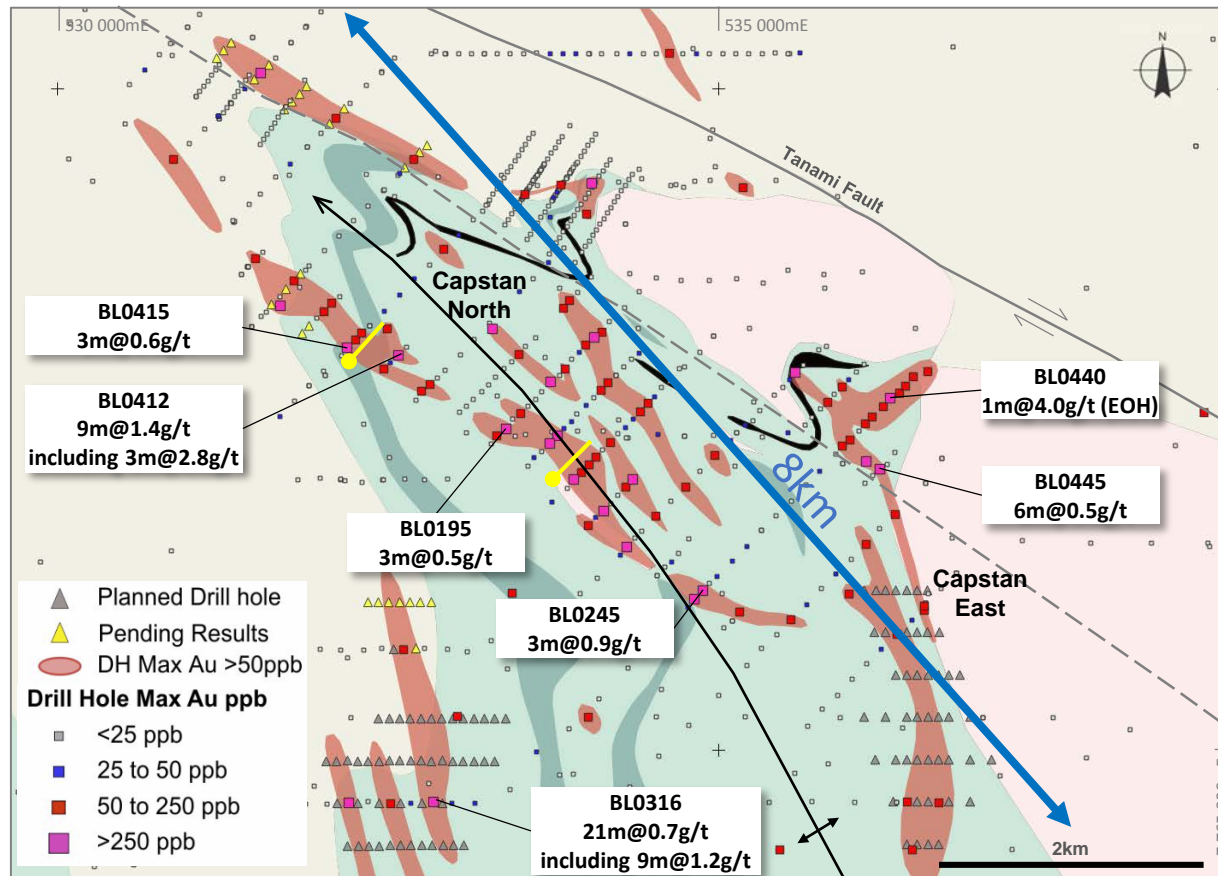 530 000mE
535 000mE
N
Tanami Fault
Capstan
North
BL0415
3m@0.6g/t
BL0412
9m@1.4g/t
including 3m@2.8g/t
BL0440
1m@4.0g/t (EOH)
8km
BL0445
6m@0.5g/t
BL0195
3m@0.5g/t
Capstan
East
BL0245
3m@0.9g/t
Planned Drill hole
Pending Results
DH Max Au >50ppb
Drill Hole Max Au ppb
<25 ppb
25 to 50 ppb
50 to 250 ppb
>250 ppb
BL0316
21m@0.7g/t
including 9m@1.2g/t
2km